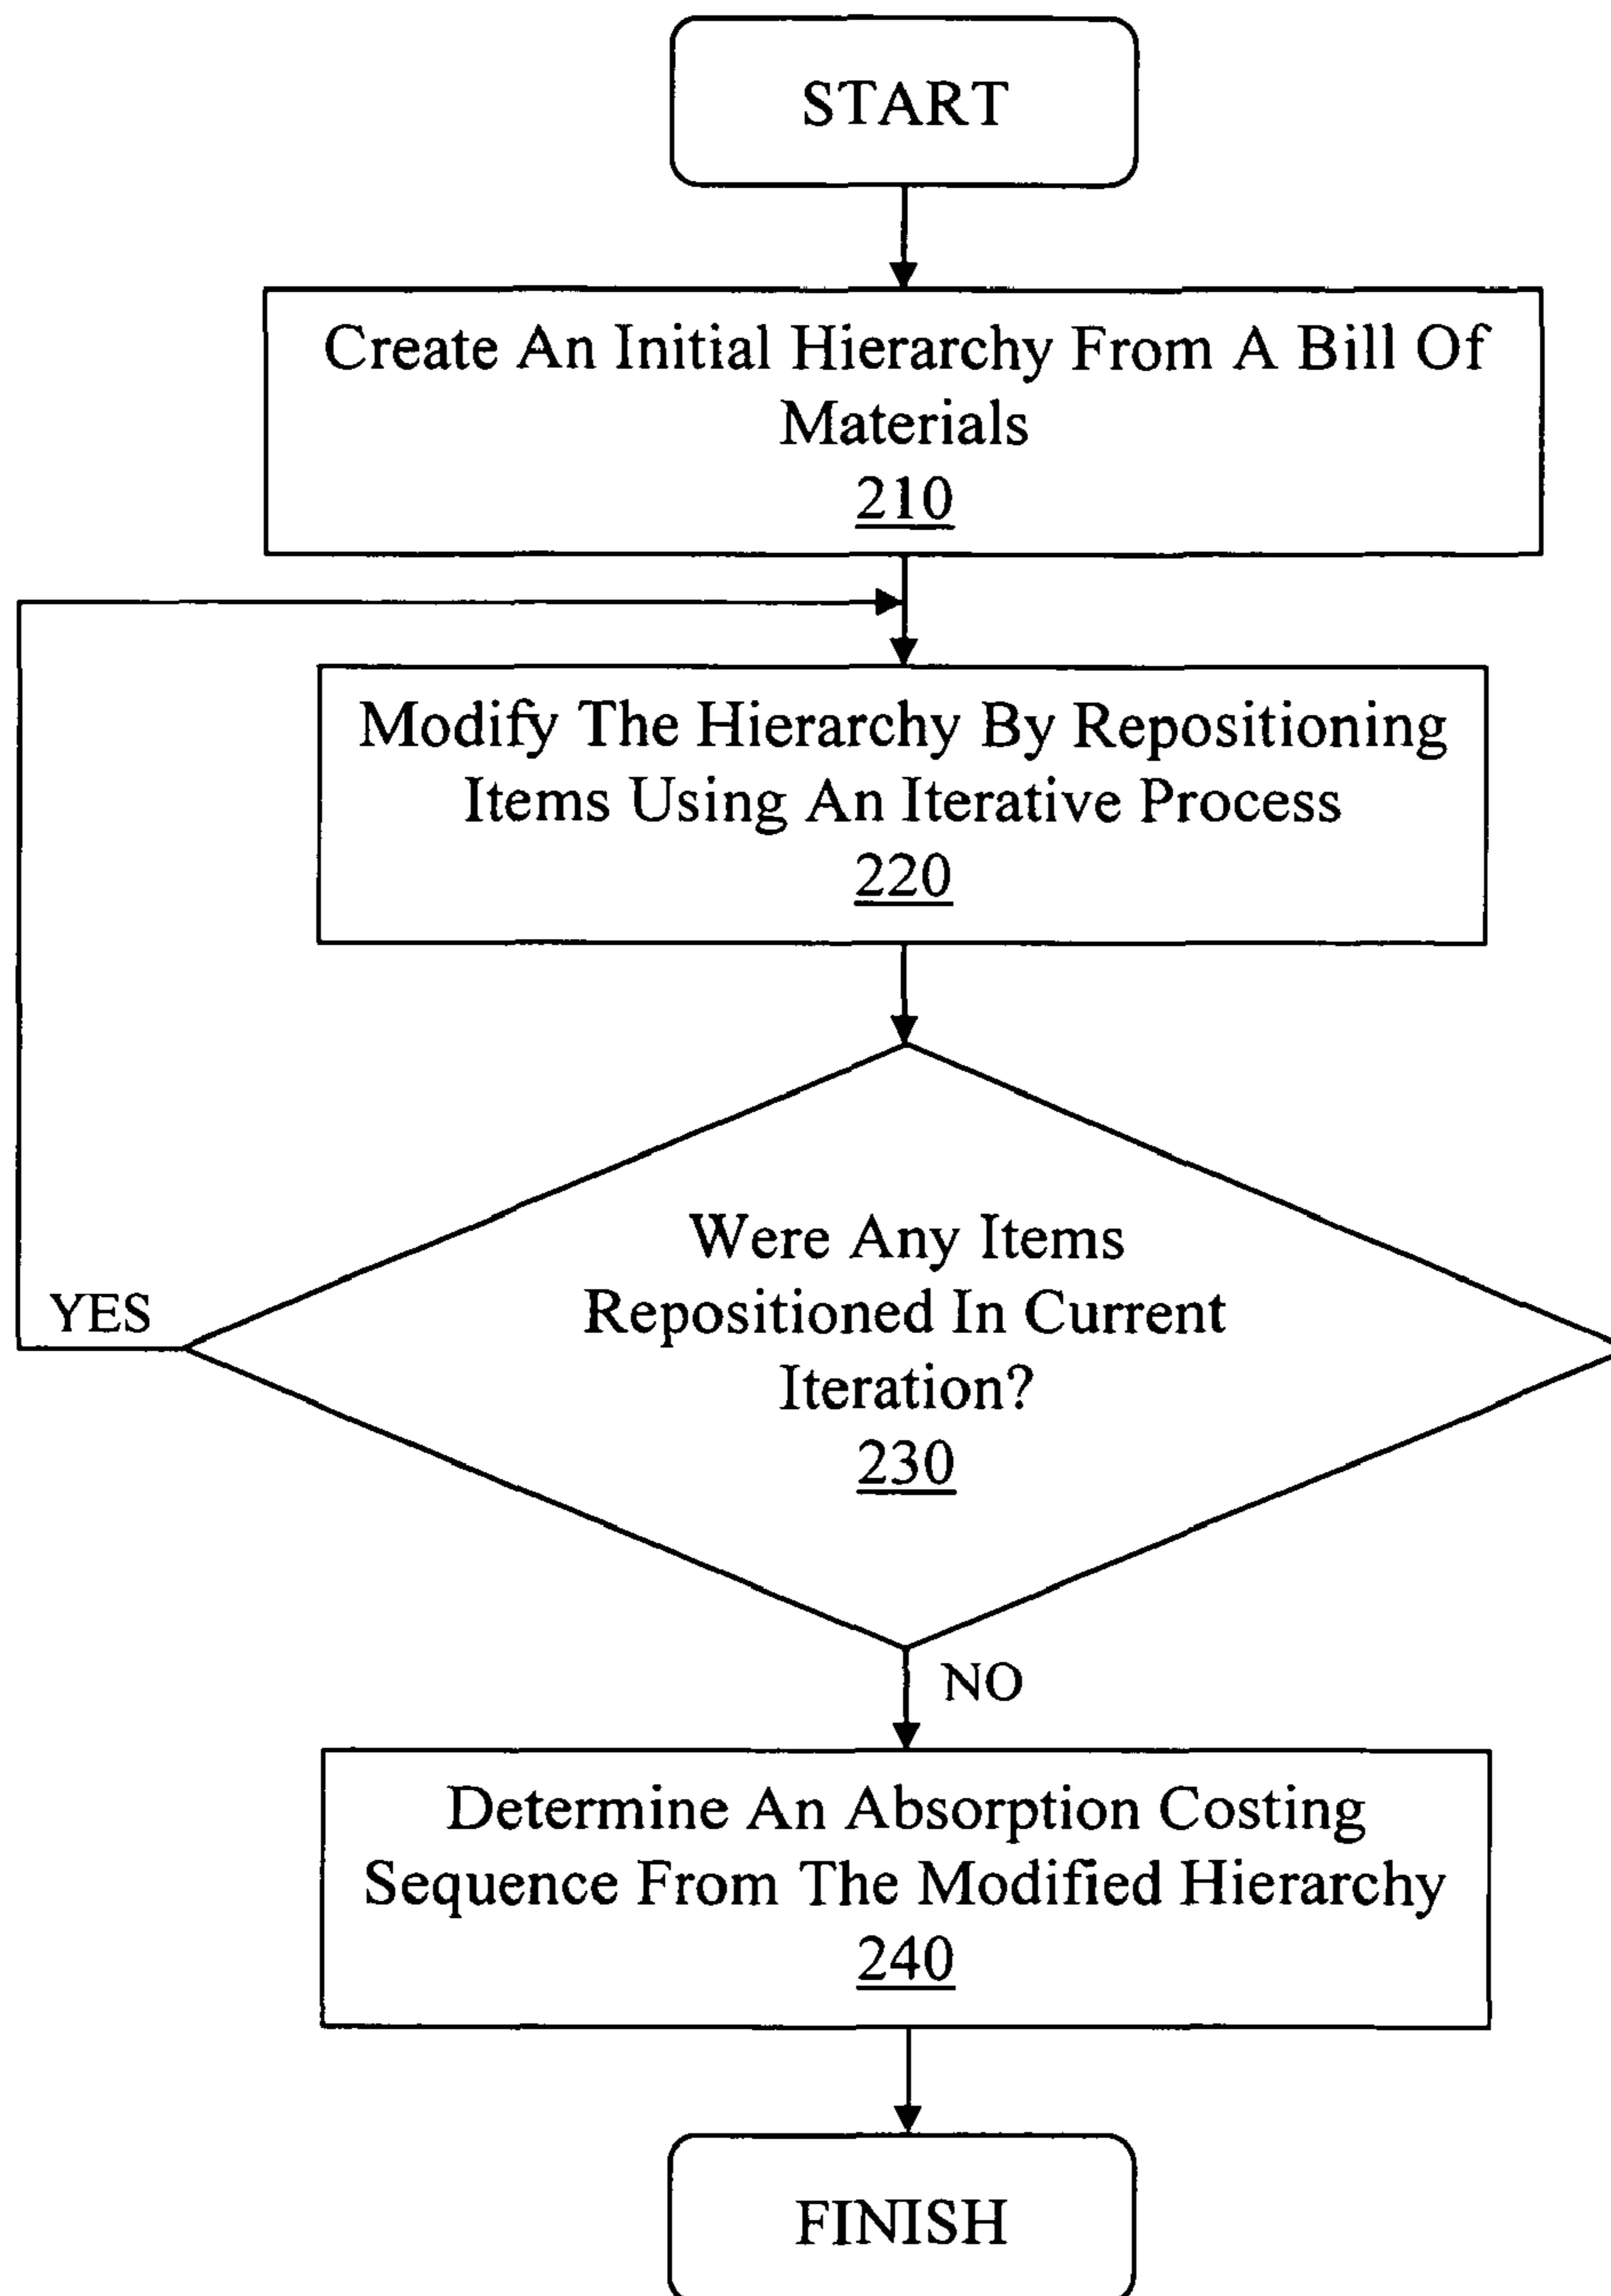 START
Create An Initial Hierarchy From A Bill Of
Materials
210
Modify The Hierarchy By Repositioning
Items Using An Iterative Process
220
Were Any Items
Repositioned In Current
Iteration?
230
YES
NO
Determine An Absorption Costing
Sequence From The Modified Hierarchy
240
FINISH